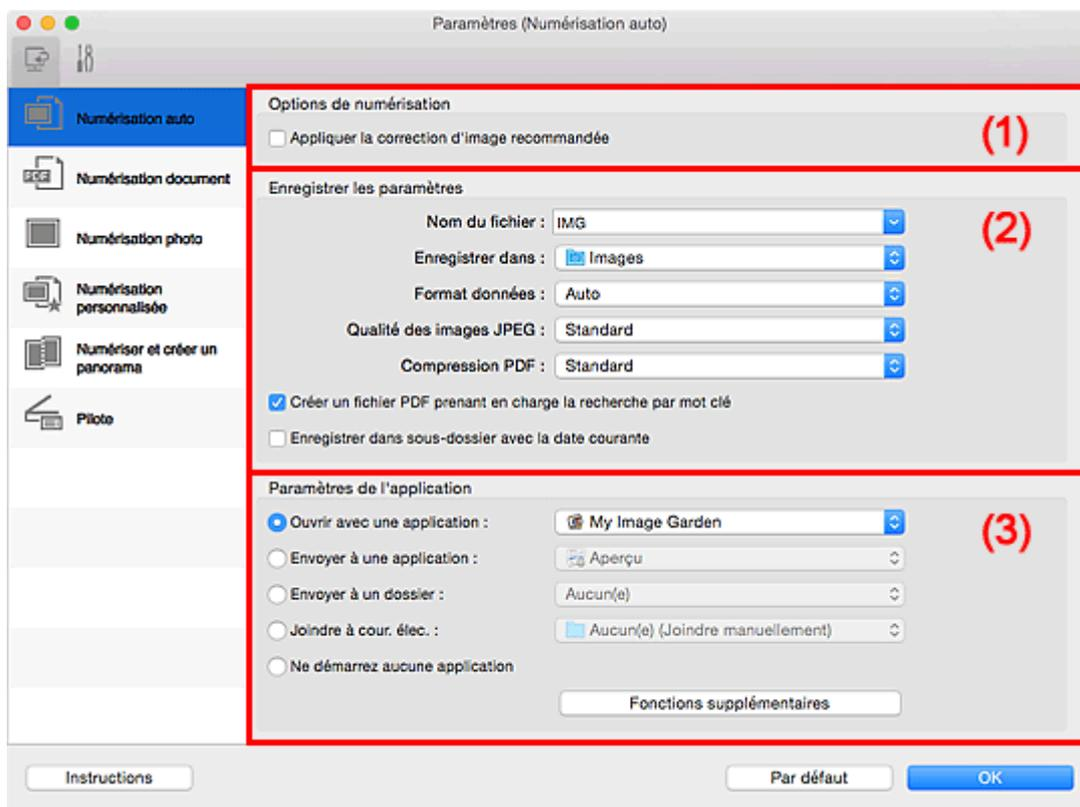 Paramètres (Numérisation auto)
Numérisation auto
Numérisation document
Numérisation photo
Numérisation
personnalisée
Numériser et créer un
panorama
Pilote
Options de numérisation
Appliquer la correction d'image recommandée
(1)
Enregistrer les paramètres
(2)
Nom du fichier : IMG
Enregistrer dans : Images
Format données : Auto
Qualité des images JPEG : Standard
Compression PDF : Standard
Créer un fichier PDF prenant en charge la recherche par mot clé
Enregistrer dans sous-dossier avec la date courante
Paramètres de l'application
(3)
Ouvrir avec une application : My Image Garden
Envoyer à une application : Aperçu
Envoyer à un dossier : Aucun(e)
Joindre à cour. élec. : Aucun(e) (Joindre manuellement)
Ne démarrez aucune application
Fonctions supplémentaires
Instructions
Par défaut
OK